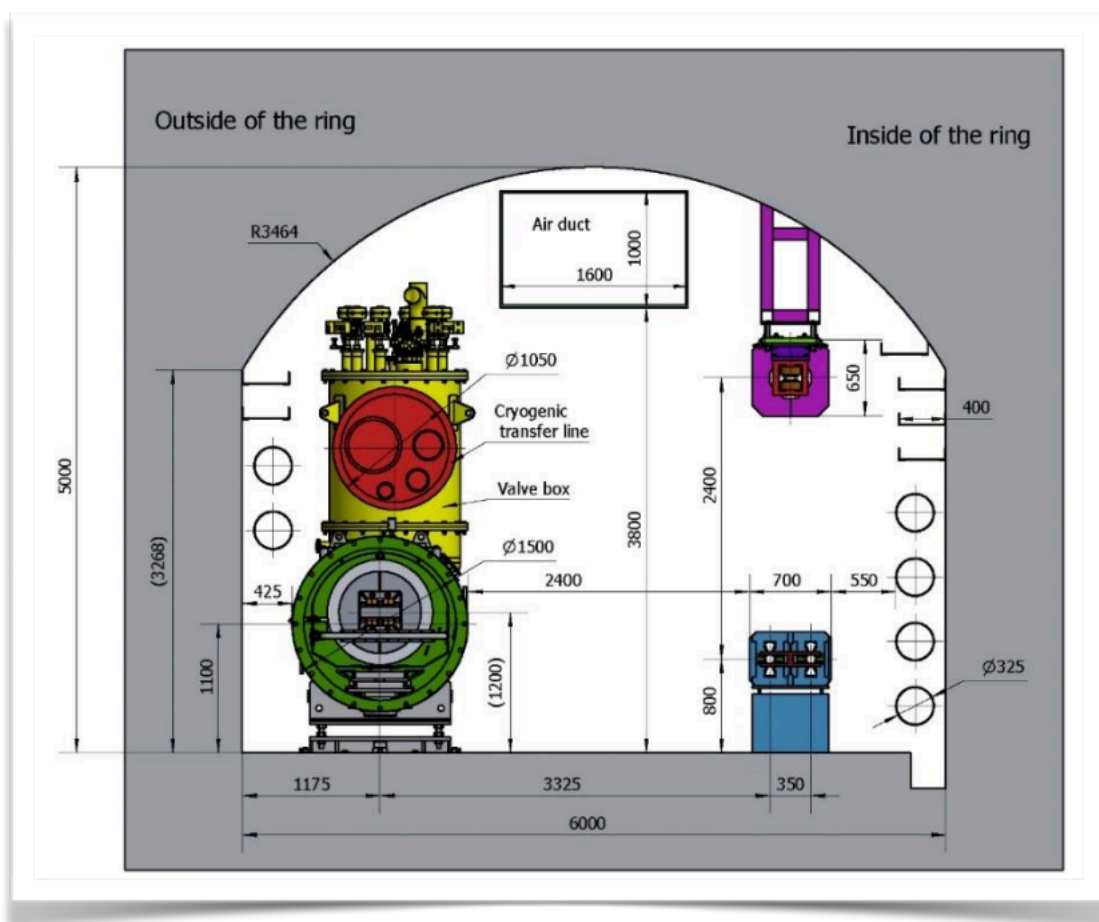 Outside of the ring
Inside of the ring
R3464
Air duct
1000
1600
Ø1050
Cryogenic
transfer line
650
400
5000
Valve box
2400
3800
(3268)
Ø1500
425
2400
700
550
1100
(1200)
800
Ø325
1175
3325
350
6000